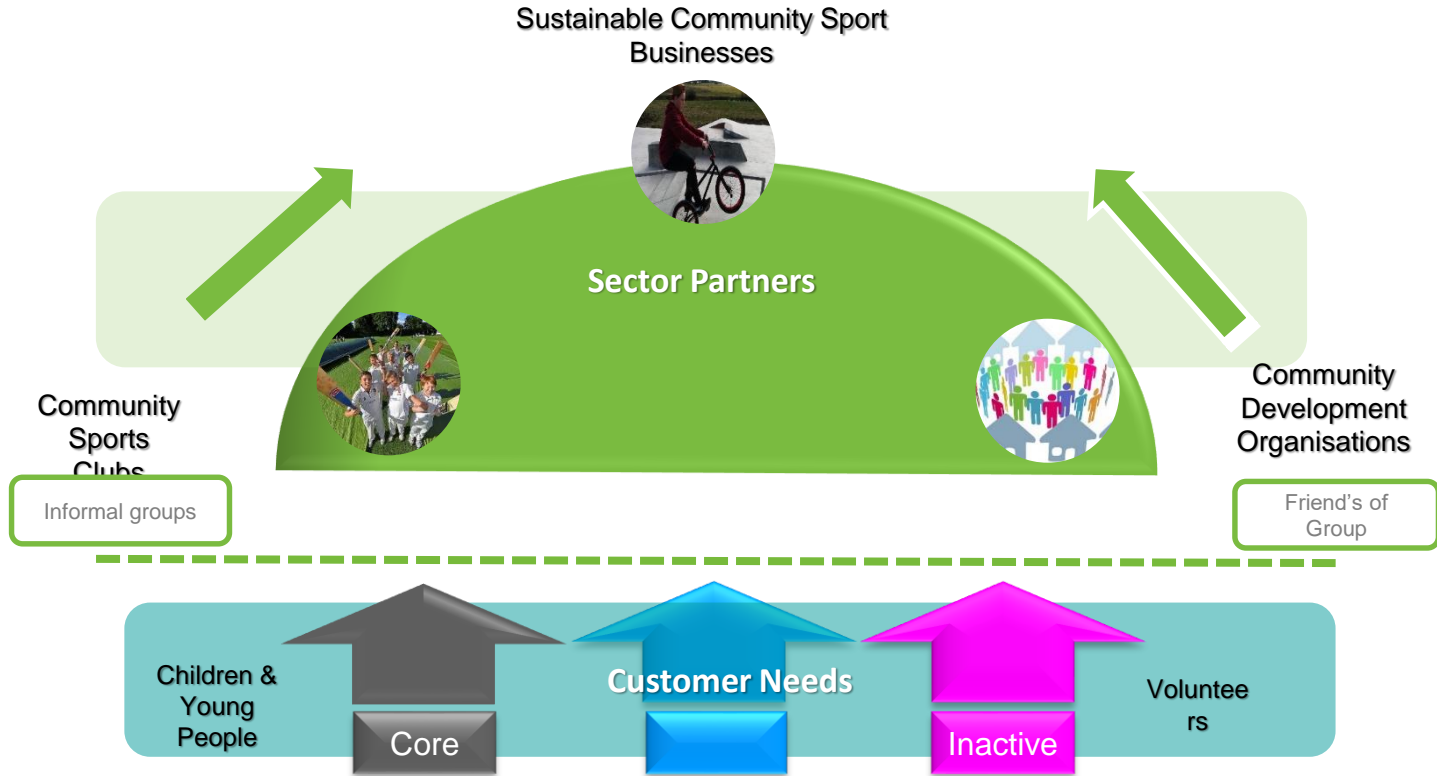 Sustainable Community Sport
Businesses
Sector Partners
Community
Sports
Clubs
Informal groups
Community
Development
Organisations
Friend's of
Group
Children &
Young
People
Customer Needs
Voluntee
rs
Core
Inactive